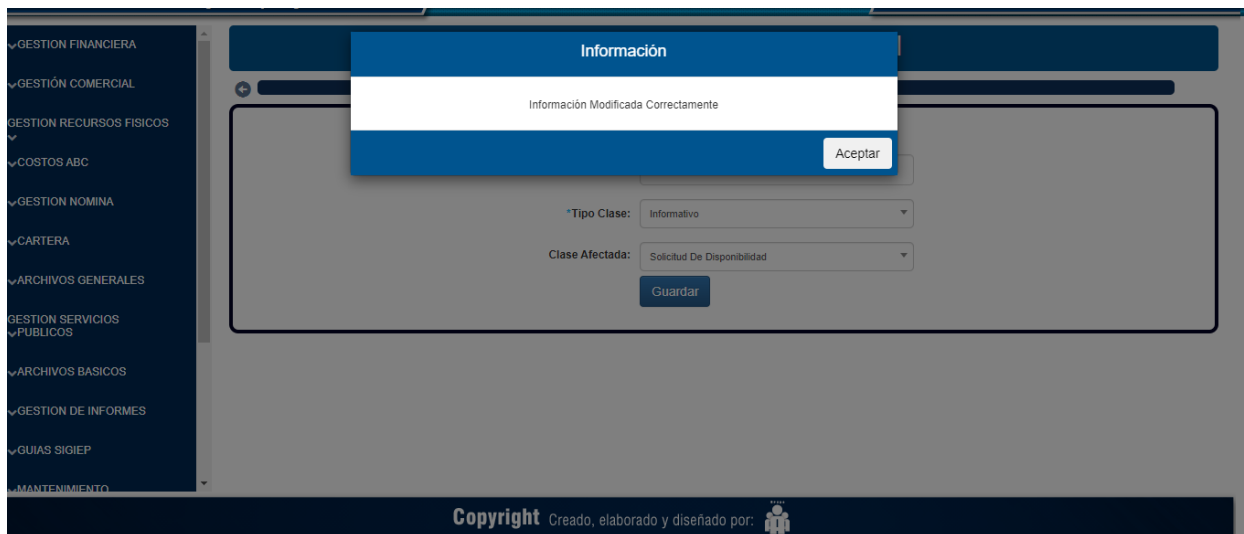 GESTION FINANCIERA
GESTIÓN COMERCIAL
GESTION RECURSOS FISICOS
COSTOS ABC
GESTION NOMINA
CARTERA
ARCHIVOS GENERALES
GESTION SERVICIOS
PUBLICOS
ARCHIVOS BASICOS
GESTION DE INFORMES
GUIAS SIGIEP
MANTENIMIENTO
Información
Información Modificada Correctamente
Aceptar
*Tipo Clase: Informativo
Clase Afectada: Solicitud De Disponibilidad
Guardar
Copyright Creado, elaborado y diseñado por: